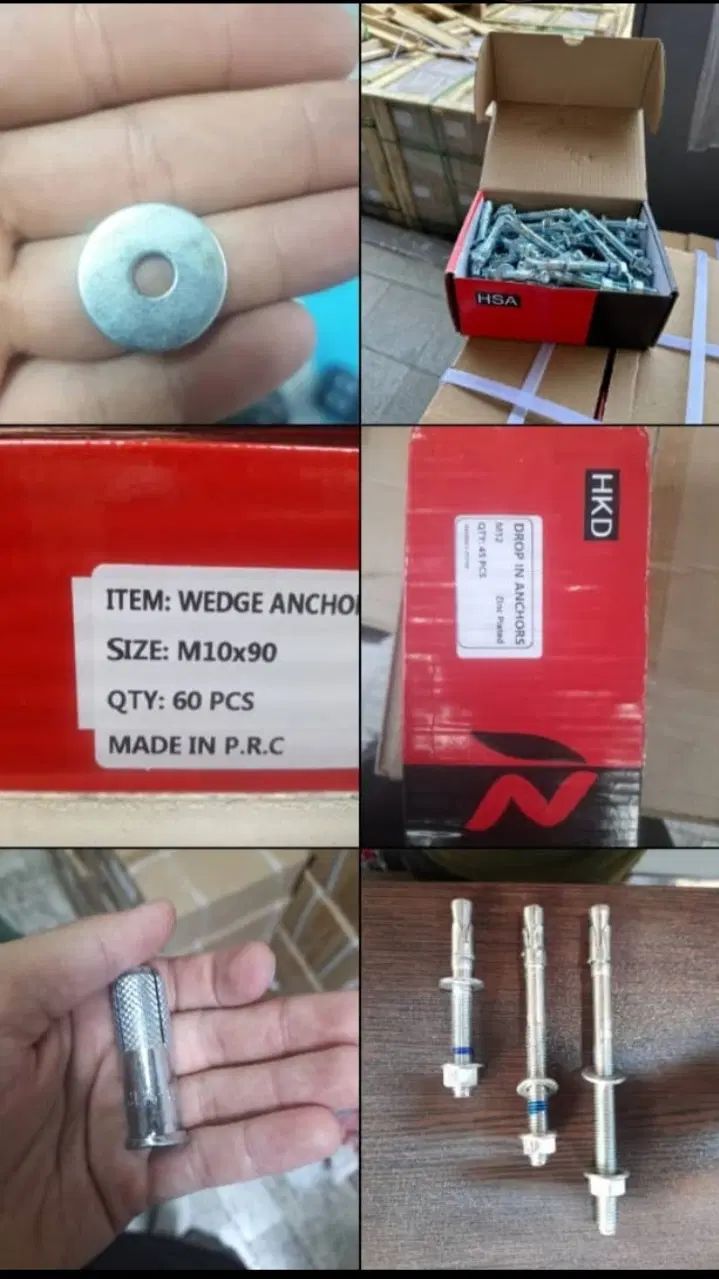 HSA
ITEM: WEDGE ANCHO
SIZE: M10x90
QTY: 60 PCS
MADE IN P.R.C
HKD
DROP IN ANCHORS
M12 Zinc Plated
QTY: 45 PCS